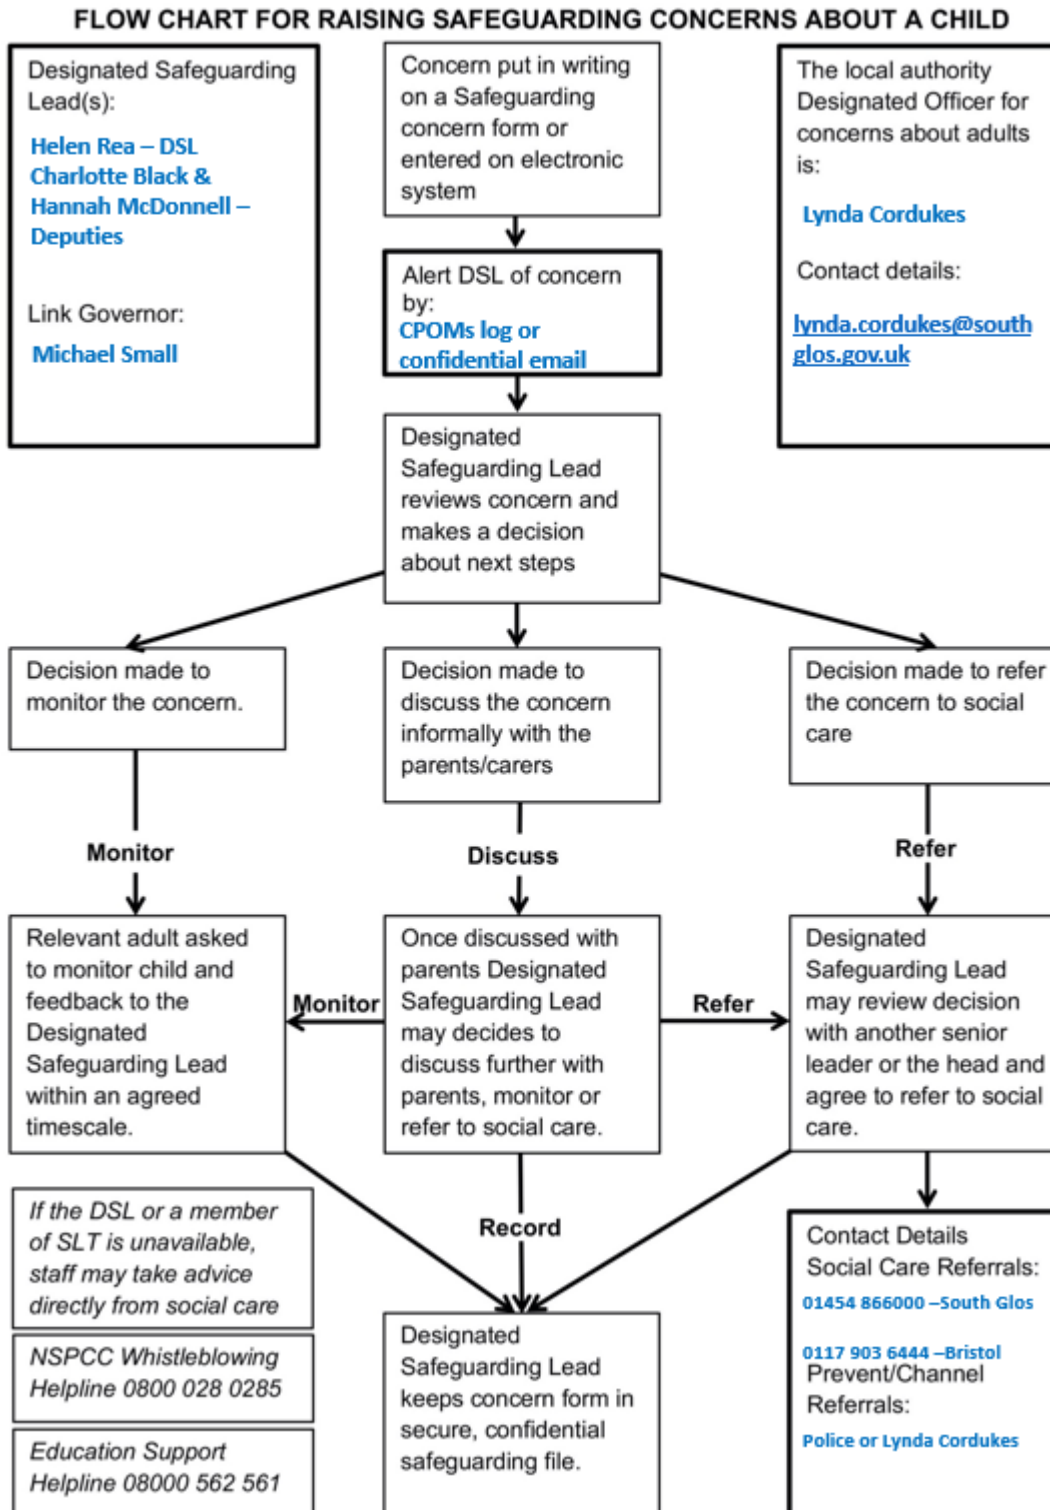 FLOW CHART FOR RAISING SAFEGUARDING CONCERNS ABOUT A CHILD
Designated Safeguarding
Lead(s):
Helen Rea – DSL
Charlotte Black &
Hannah McDonnell –
Deputies
Link Governor:
Michael Small
Concern put in writing
on a Safeguarding
concern form or
entered on electronic
system
The local authority
Designated Officer for
concerns about adults
is:
Lynda Cordukes
Contact details:
lynda.cordukes@south
glos.gov.uk
Alert DSL of concern
by:
CPOMs log or
confidential email
Designated
Safeguarding Lead
reviews concern and
makes a decision
about next steps
Decision made to
monitor the concern.
Decision made to
discuss the concern
informally with the
parents/carers
Decision made to refer
the concern to social
care
Monitor
Discuss
Refer
Relevant adult asked
to monitor child and
feedback to the
Designated
Safeguarding Lead
within an agreed
timescale.
Monitor
Once discussed with
parents Designated
Safeguarding Lead
may decides to
discuss further with
parents, monitor or
refer to social care.
Refer
Designated
Safeguarding Lead
may review decision
with another senior
leader or the head and
agree to refer to social
care.
If the DSL or a member
of SLT is unavailable,
staff may take advice
directly from social care
NSPCC Whistleblowing
Helpline 0800 028 0285
Education Support
Helpline 08000 562 561
Record
Designated
Safeguarding Lead
keeps concern form in
secure, confidential
safeguarding file.
Contact Details
Social Care Referrals:
01454 866000 –South Glos
0117 903 6444 –Bristol
Prevent/Channel
Referrals:
Police or Lynda Cordukes